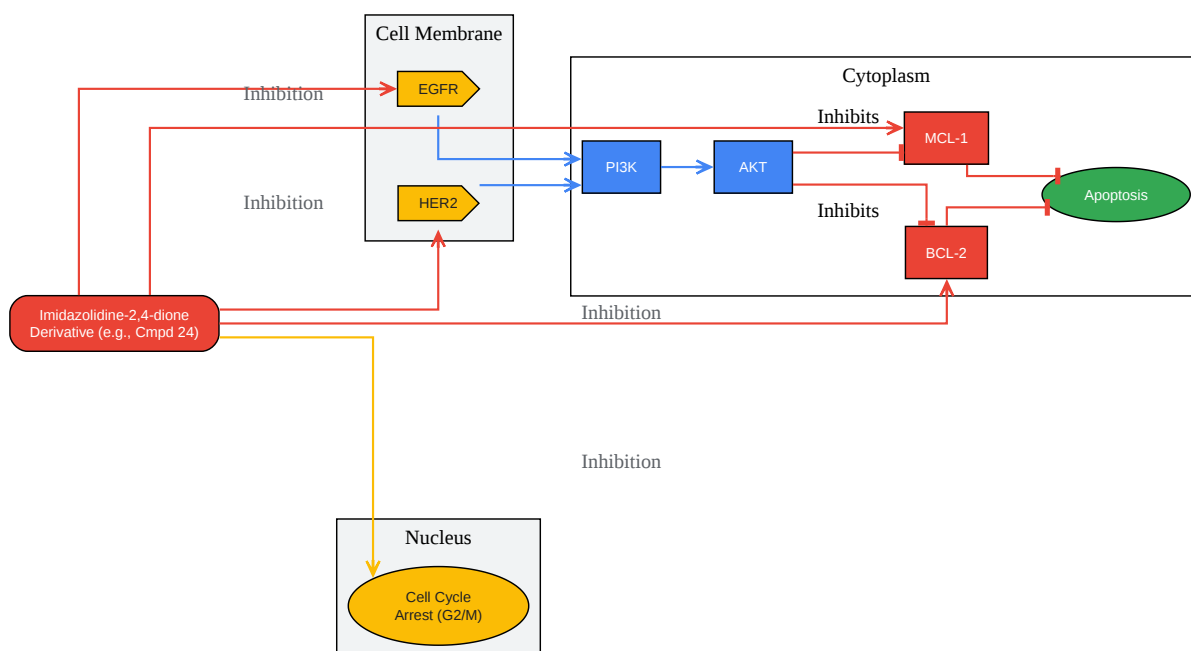 Cell Membrane
EGFR
HER2
Inhibition
Inhibition
Cytoplasm
Inhibits
MCL-1
PI3K
AKT
Apoptosis
Inhibits
BCL-2
Imidazolidine-2,4-dione
Derivative (e.g., Cmpd 24)
Inhibition
Inhibition
Nucleus
Cell Cycle
Arrest (G2/M)